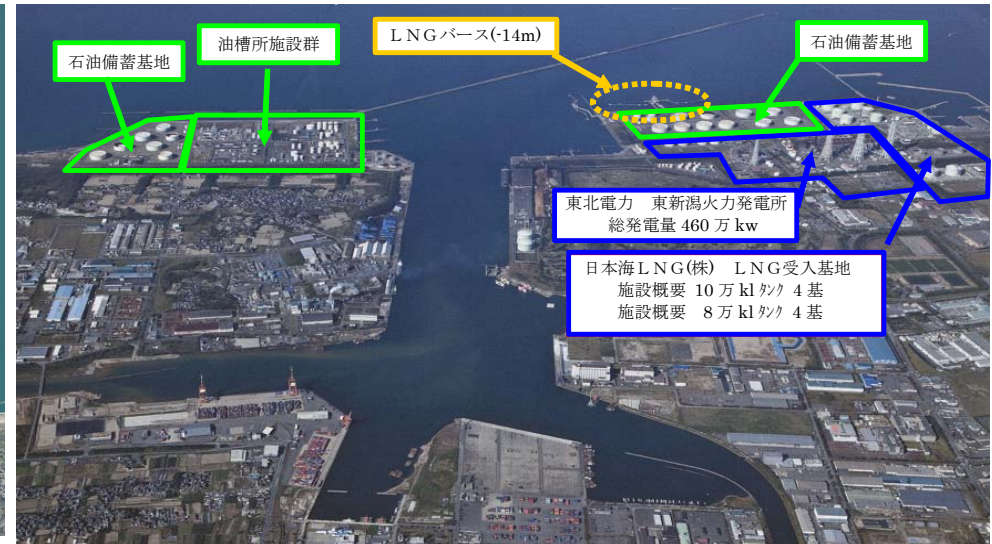 石油備蓄基地
油槽所施設群
LNGバース(-14m)
石油備蓄基地
東北電力　東新潟火力発電所
総発電量 460 万 kw
日本海LNG(株)　LNG受入基地
施設概要 10 万 kl ﾀﾝｸ 4 基
施設概要 8 万 kl ﾀﾝｸ 4 基